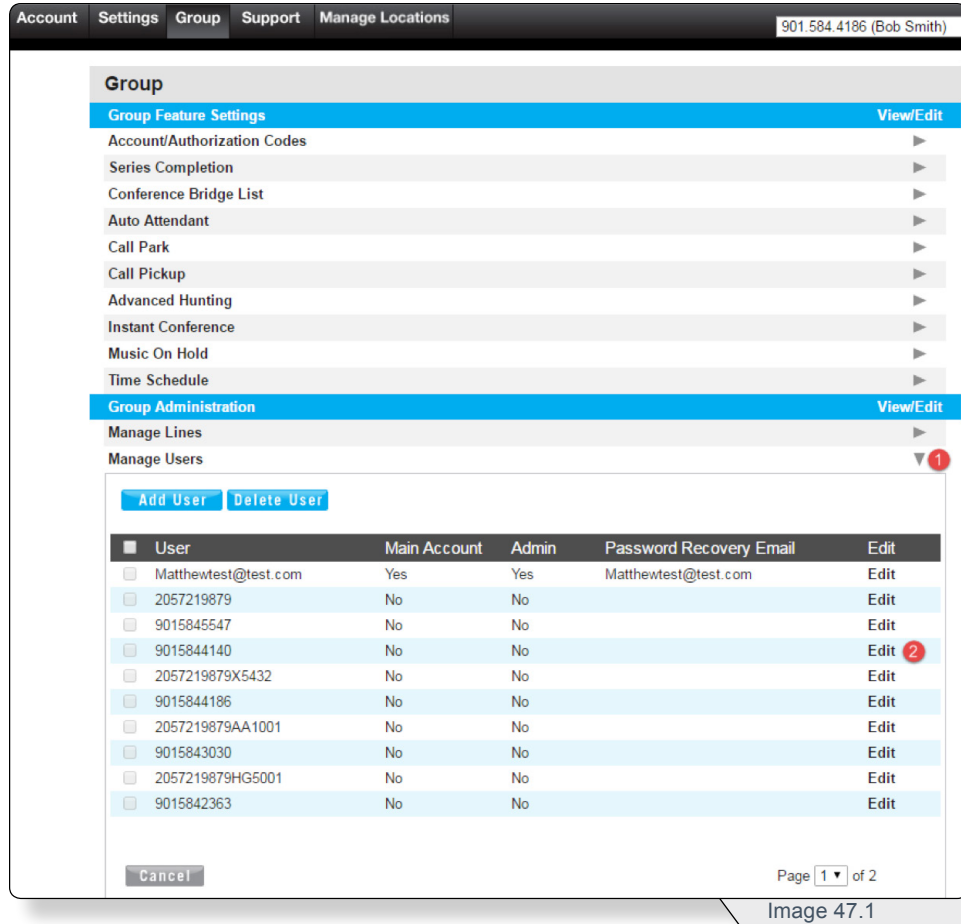 Account Settings Group Support Manage Locations
901.584.4186 (Bob Smith)
Group
Group Feature Settings View/Edit
Account/Authorization Codes
Series Completion
Conference Bridge List
Auto Attendant
Call Park
Call Pickup
Advanced Hunting
Instant Conference
Music On Hold
Time Schedule
Group Administration View/Edit
Manage Lines
Manage Users 1
Add User Delete User
User Main Account Admin Password Recovery Email Edit
Matthewtest@test.com Yes Yes Matthewtest@test.com Edit
2057219879 No No Edit
9015845547 No No Edit
9015844140 No No Edit 2
2057219879X5432 No No Edit
9015844186 No No Edit
2057219879AA1001 No No Edit
9015843030 No No Edit
2057219879HG5001 No No Edit
9015842363 No No Edit
Cancel Page 1 of 2
Image 47.1